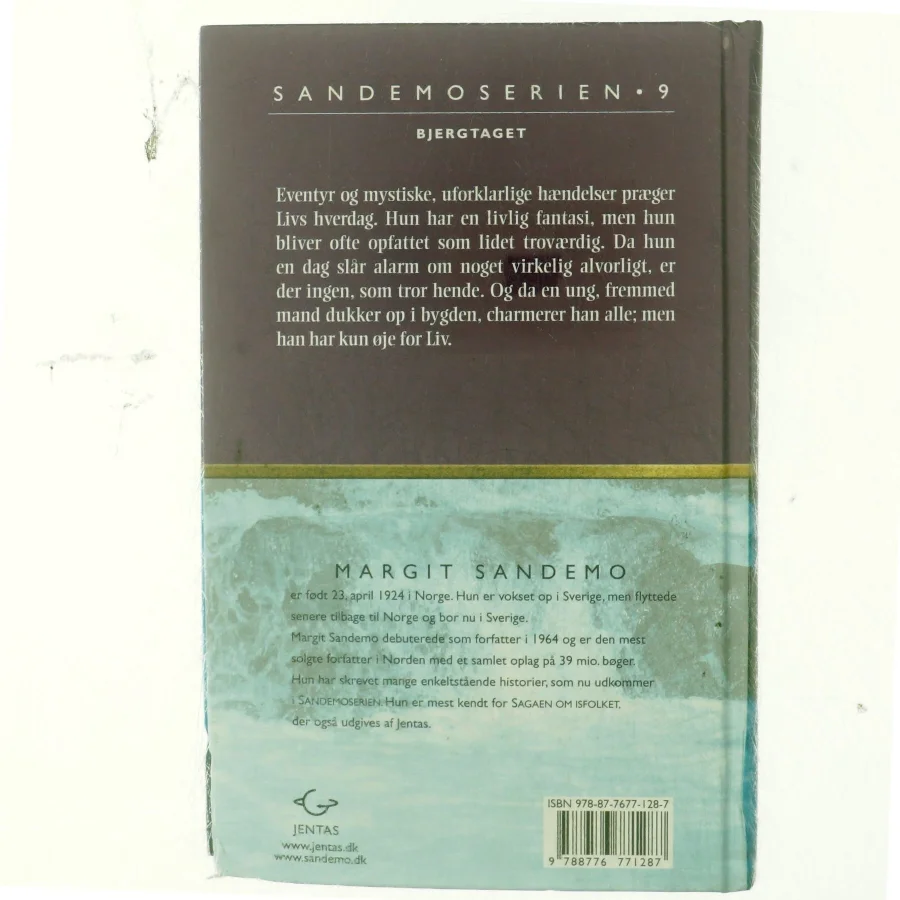 SANDEMOSERIEN • 9
BJERGTAGET
Eventyr og mystiske, uforklarlige hændelser præger
Livs hverdag. Hun har en livlig fantasi, men hun
bliver ofte opfattet som lidet troværdig. Da hun
en dag slår alarm om noget virkelig alvorligt, er
der ingen, som tror hende. Og da en ung, fremmed
mand dukker op i bygden, charmerer han alle; men
han har kun øje for Liv.
MARGIT SANDEMO
er født 23. april 1924 i Norge. Hun er vokset op i Sverige, men flyttede
senere tilbage til Norge og bor nu i Sverige.
Margit Sandemo debuterede som forfatter i 1964 og er den mest
solgte forfatter i Norden med et samlet oplag på 39 mio. bøger.
Hun har skrevet mange enkeltstående historier, som nu udkommer
i SANDEMOSERIEN. Hun er mest kendt for SAGAEN OM ISFOLKET,
der også udgives af Jentas.
JENTAS
www.jentas.dk
www.sandemo.dk
ISBN 978-87-7677-128-7
9 788776 771287